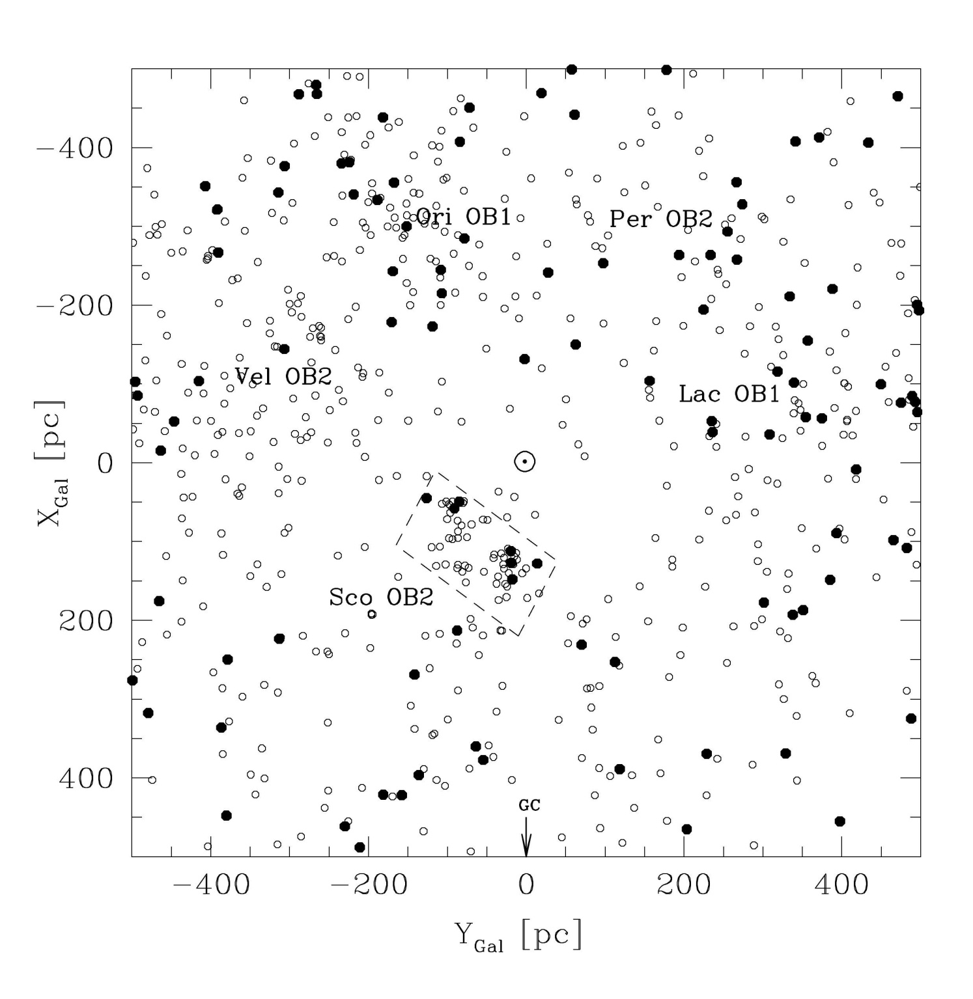 −400
Ori OB1
Per OB2
−200
Vel OB2
Lac OB1
X_Gal [pc]
0
Sco OB2
200
400
GC
−400 −200 0 200 400
Y_Gal [pc]